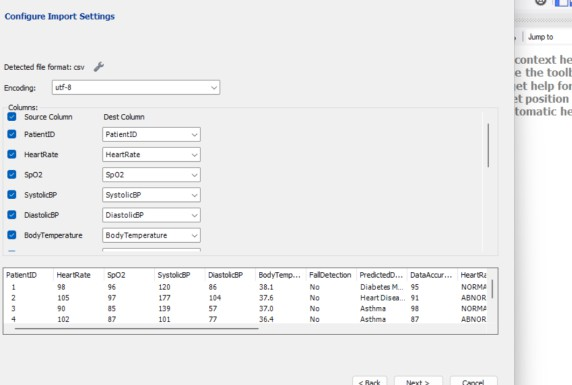 Configure Import Settings
Jump to
context he
e the toolb
et help for
et position
tomatic he
Detected file format: csv
Encoding: utf-8
Columns:
Source Column Dest Column
PatientID PatientID
HeartRate HeartRate
SpO2 SpO2
SystolicBP SystolicBP
DiastolicBP DiastolicBP
BodyTemperature BodyTemperature
PatientID HeartRate SpO2 SystolicBP DiastolicBP BodyTemp... FallDetection PredictedD... DataAccur... HeartRa
1 98 96 120 86 38.1 No Diabetes M... 95 NORMA
2 105 97 177 104 37.6 No Heart Disea... 91 ABNOR
3 90 85 139 57 37.0 No Asthma 98 NORMA
4 102 87 101 77 36.4 No Asthma 87 ABNOR
< Back Next > Cancel